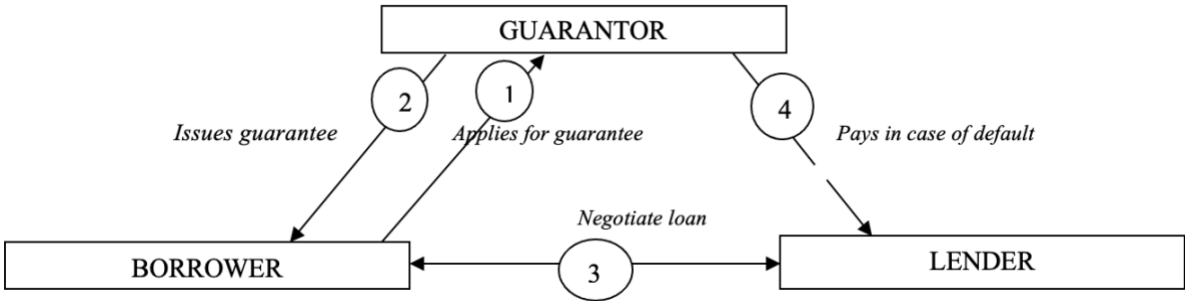 GUARANTOR
2
1
4
Issues guarantee
Applies for guarantee
Pays in case of default
Negotiate loan
BORROWER
3
LENDER